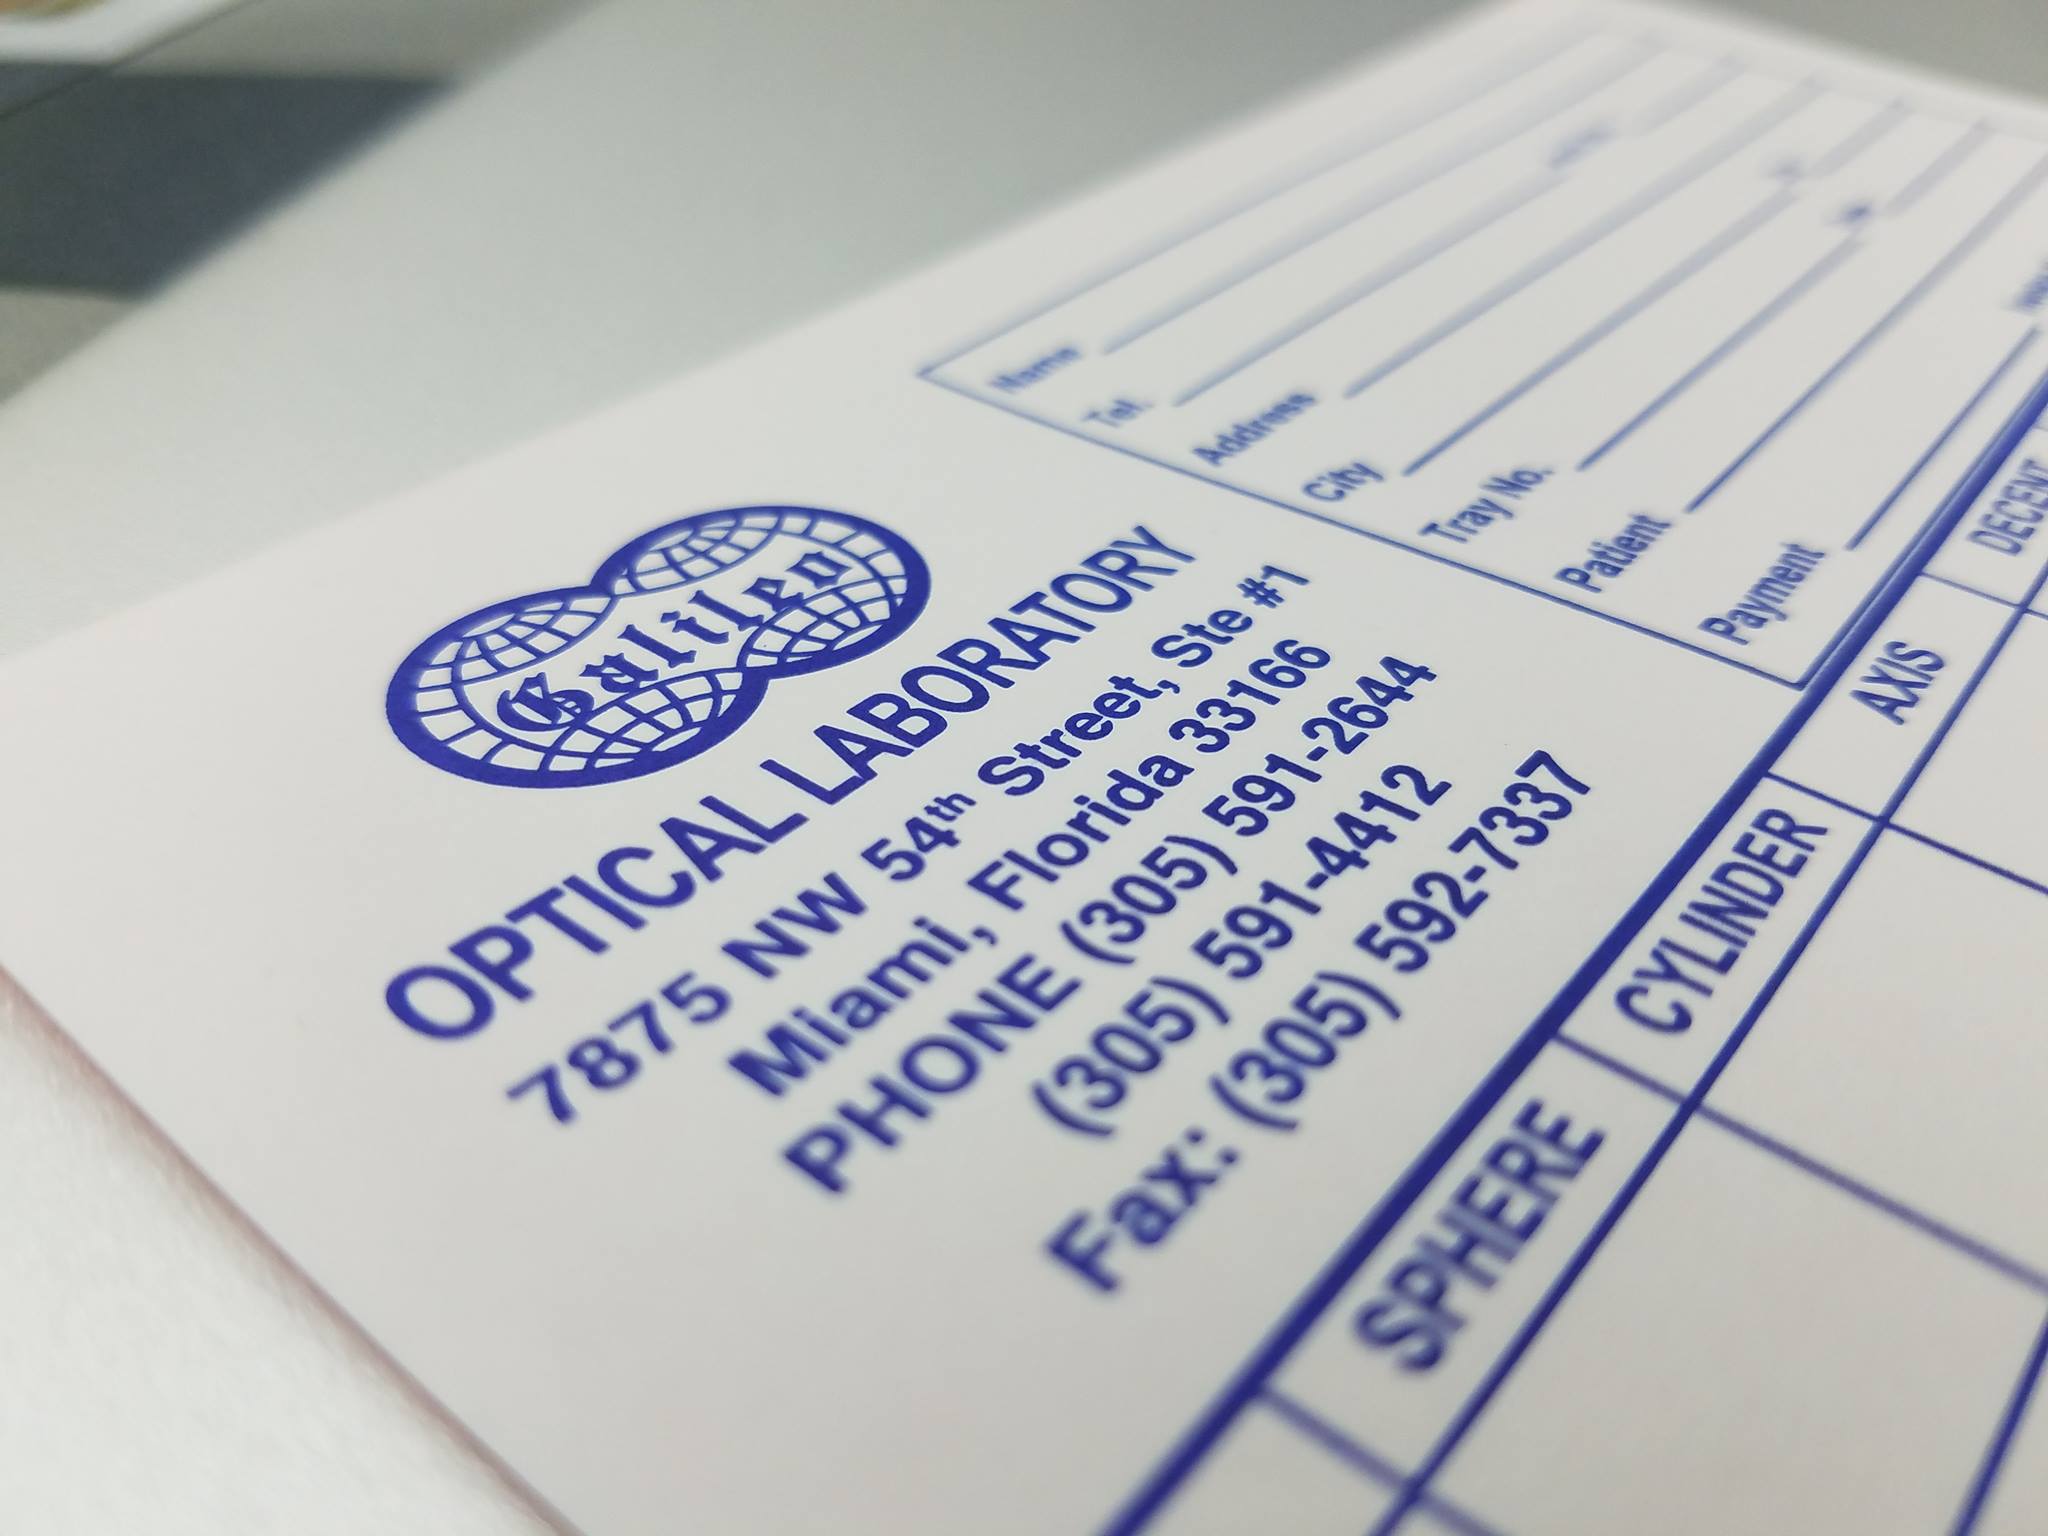 Galileo
OPTICAL LABORATORY
7875 NW 54th Street, Ste #1
Miami, Florida 33166
PHONE (305) 591-2644
(305) 591-4412
Fax: (305) 592-7337
Name
Tel.
Address
City
Tray No.
Patient
Payment
SPHERE
CYLINDER
AXIS
DECENT